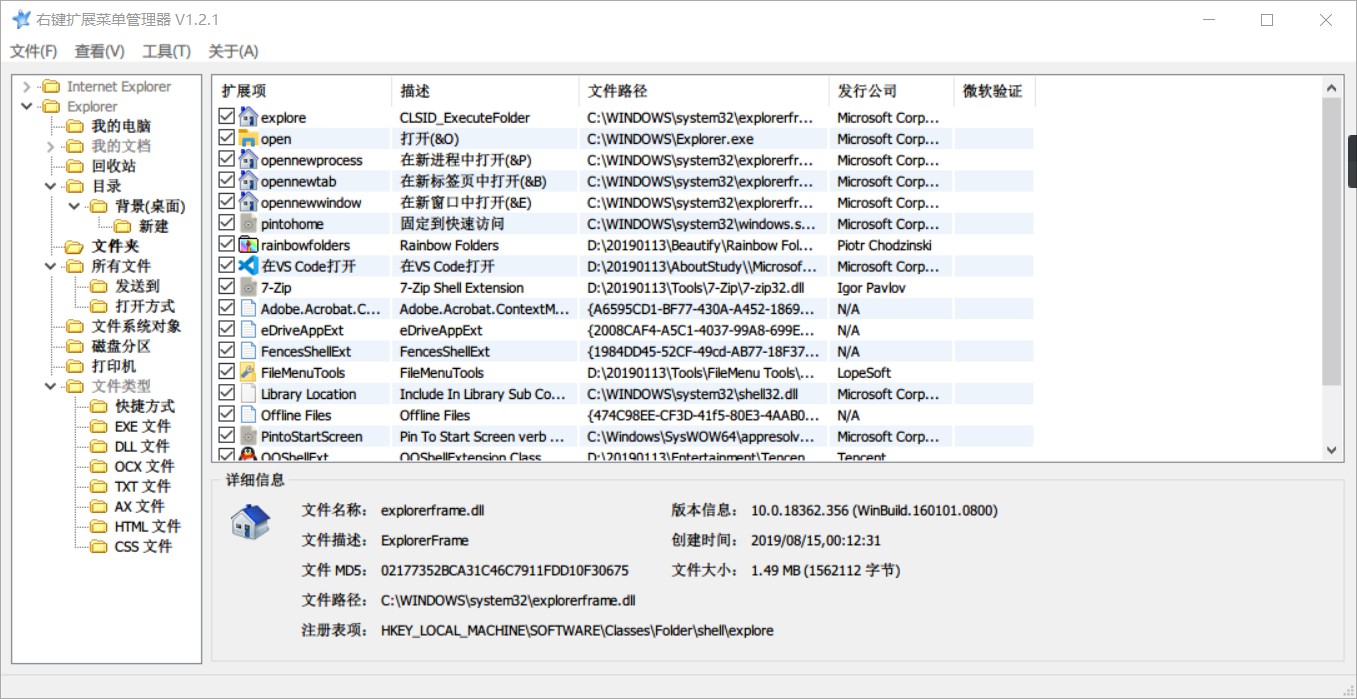 右键扩展菜单管理器 V1.2.1
文件(F) 查看(V) 工具(T) 关于(A)
Internet Explorer
Explorer
我的电脑
我的文档
回收站
目录
背景(桌面)
新建
文件夹
所有文件
发送到
打开方式
文件系统对象
磁盘分区
打印机
文件类型
快捷方式
EXE 文件
DLL 文件
OCX 文件
TXT 文件
AX 文件
HTML 文件
CSS 文件
扩展项 描述 文件路径 发行公司 微软验证
explore CLSID_ExecuteFolder C:\WINDOWS\system32\explorerfr... Microsoft Corp...
open 打开(&O) C:\WINDOWS\Explorer.exe Microsoft Corp...
opennewprocess 在新进程中打开(&P) C:\WINDOWS\system32\explorerfr... Microsoft Corp...
opennewtab 在新标签页中打开(&B) C:\WINDOWS\system32\explorerfr... Microsoft Corp...
opennewwindow 在新窗口中打开(&E) C:\WINDOWS\system32\explorerfr... Microsoft Corp...
pintohome 固定到快速访问 C:\WINDOWS\system32\windows.s... Microsoft Corp...
rainbowfolders Rainbow Folders D:\20190113\Beautify\Rainbow Fol... Piotr Chodzinski
在VS Code打开 在VS Code打开 D:\20190113\AboutStudy\\Microsof... Microsoft Corp...
7-Zip 7-Zip Shell Extension D:\20190113\Tools\7-Zip\7-zip32.dll Igor Pavlov
Adobe.Acrobat.C... Adobe.Acrobat.ContextM... {A6595CD1-BF77-430A-A452-1869... N/A
eDriveAppExt eDriveAppExt {2008CAF4-A5C1-4037-99A8-699E... N/A
FencesShellExt FencesShellExt {1984DD45-52CF-49cd-AB77-18F37... N/A
FileMenuTools FileMenuTools D:\20190113\Tools\FileMenu Tools\... LopeSoft
Library Location Include In Library Sub Co... C:\WINDOWS\system32\shell32.dll Microsoft Corp...
Offline Files Offline Files {474C98EE-CF3D-41f5-80E3-4AAB0... N/A
PintoStartScreen Pin To Start Screen verb ... C:\Windows\SysWOW64\appresolv... Microsoft Corp...
QQShellExt QQShellExtension Class D:\20190113\Entertainment\Tencen... Tencent
详细信息
文件名称： explorerframe.dll 版本信息： 10.0.18362.356 (WinBuild.160101.0800)
文件描述： ExplorerFrame 创建时间： 2019/08/15,00:12:31
文件 MD5： 02177352BCA31C46C7911FDD10F30675 文件大小： 1.49 MB (1562112 字节)
文件路径： C:\WINDOWS\system32\explorerframe.dll
注册表项： HKEY_LOCAL_MACHINE\SOFTWARE\Classes\Folder\shell\explore